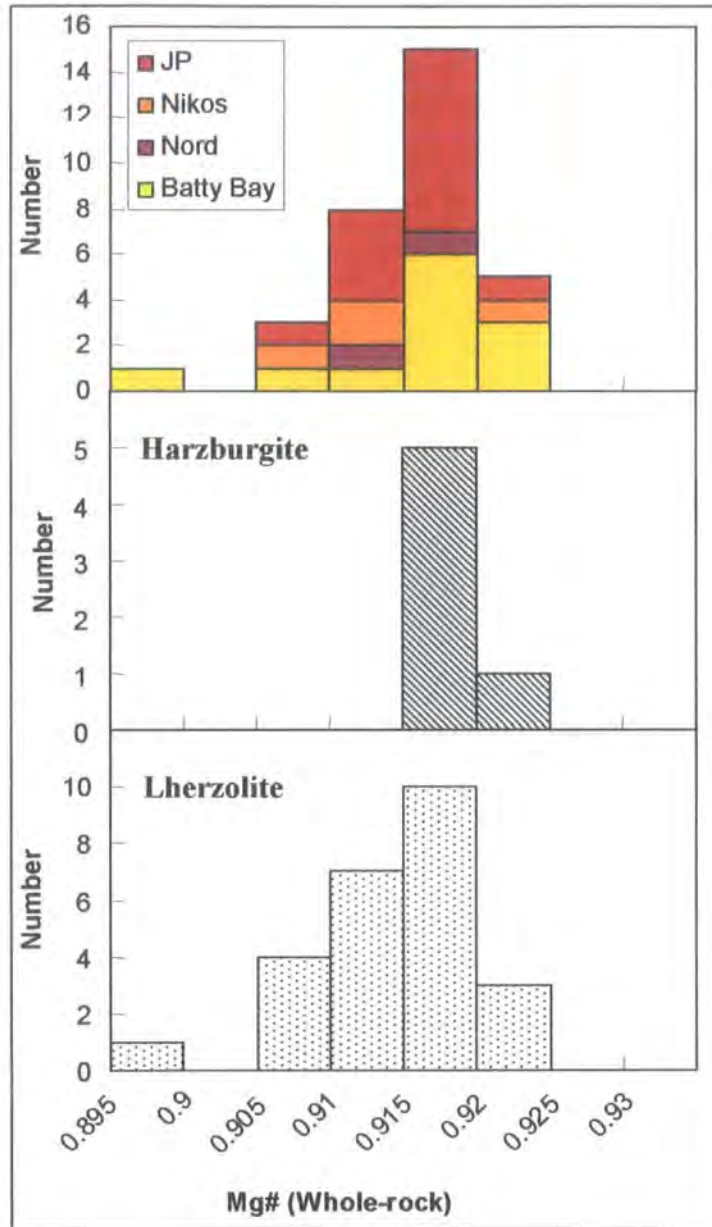 16
14
12
10
8
6
4
2
0
Number
JP
Nikos
Nord
Batty Bay
Harzburgite
5
4
3
2
1
0
Number
Lherzolite
10
8
6
4
2
0
Number
0.895 0.9 0.905 0.91 0.915 0.92 0.925 0.93
Mg# (Whole-rock)